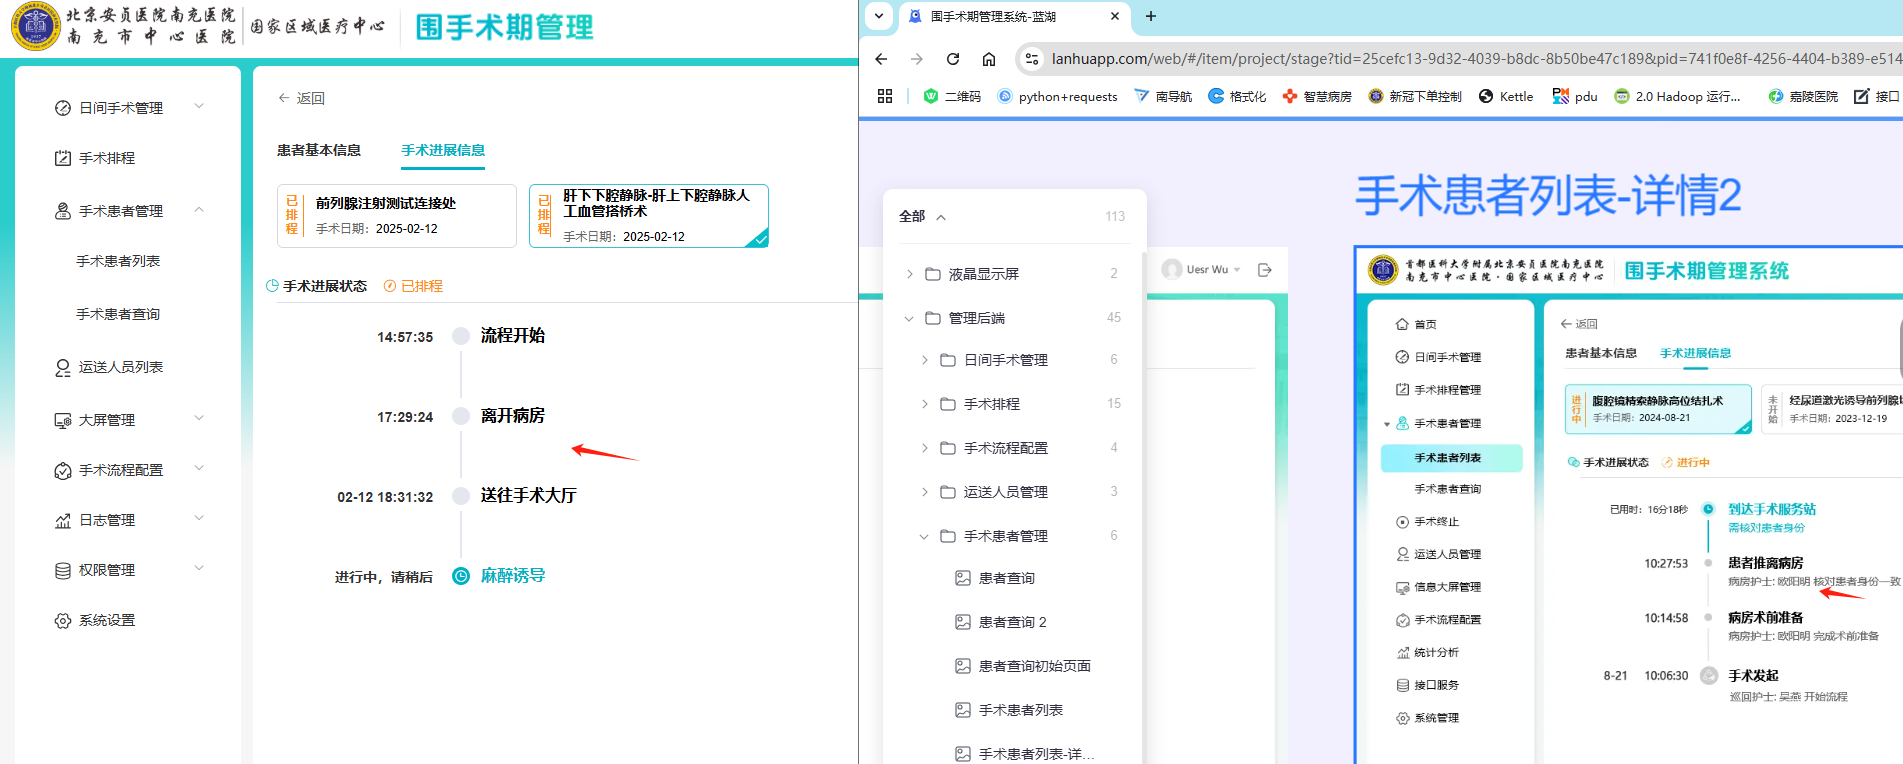 北京安贞医院南充医院
南充市中心医院
国家区域医疗中心
围手术期管理
日间手术管理
手术排程
手术患者管理
手术患者列表
手术患者查询
运送人员列表
大屏管理
手术流程配置
日志管理
权限管理
系统设置
返回
患者基本信息
手术进展信息
已排程
前列腺注射测试连接处
手术日期：2025-02-12
已排程
肝下下腔静脉-肝上下腔静脉人
工血管搭桥术
手术日期：2025-02-12
手术进展状态
已排程
14:57:35
流程开始
17:29:24
离开病房
02-12 18:31:32
送往手术大厅
进行中，请稍后
麻醉诱导
围手术期管理系统-蓝湖
lanhuapp.com/web/#/item/project/stage?tid=25cefc13-9d32-4039-b8dc-8b50be47c189&pid=741f0e8f-4256-4404-b389-e514
二维码
python+requests
南导航
格式化
智慧病房
新冠下单控制
Kettle
pdu
2.0 Hadoop 运行...
嘉陵医院
接口
全部
113
液晶显示屏
2
管理后端
45
日间手术管理
6
手术排程
15
手术流程配置
4
运送人员管理
3
手术患者管理
6
患者查询
患者查询 2
患者查询初始页面
手术患者列表
手术患者列表-详...
Uesr Wu
手术患者列表-详情2
首都医科大学附属北京安贞医院南充医院
南充市中心医院·国家区域医疗中心
围手术期管理系统
首页
日间手术管理
手术排程管理
手术患者管理
手术患者列表
手术患者查询
手术终止
运送人员管理
信息大屏管理
手术流程配置
统计分析
接口服务
系统管理
返回
患者基本信息
手术进展信息
进行中
腹腔镜精索静脉高位结扎术
手术日期：2024-08-21
未开始
经尿道激光诱导前列腺
手术日期：2023-12-19
手术进展状态
进行中
已用时：16分18秒
到达手术服务站
需核对患者身份
10:27:53
患者推离病房
病房护士: 欧阳明 核对患者身份一致
10:14:58
病房术前准备
病房护士: 欧阳明 完成术前准备
8-21 10:06:30
手术发起
巡回护士: 吴燕 开始流程